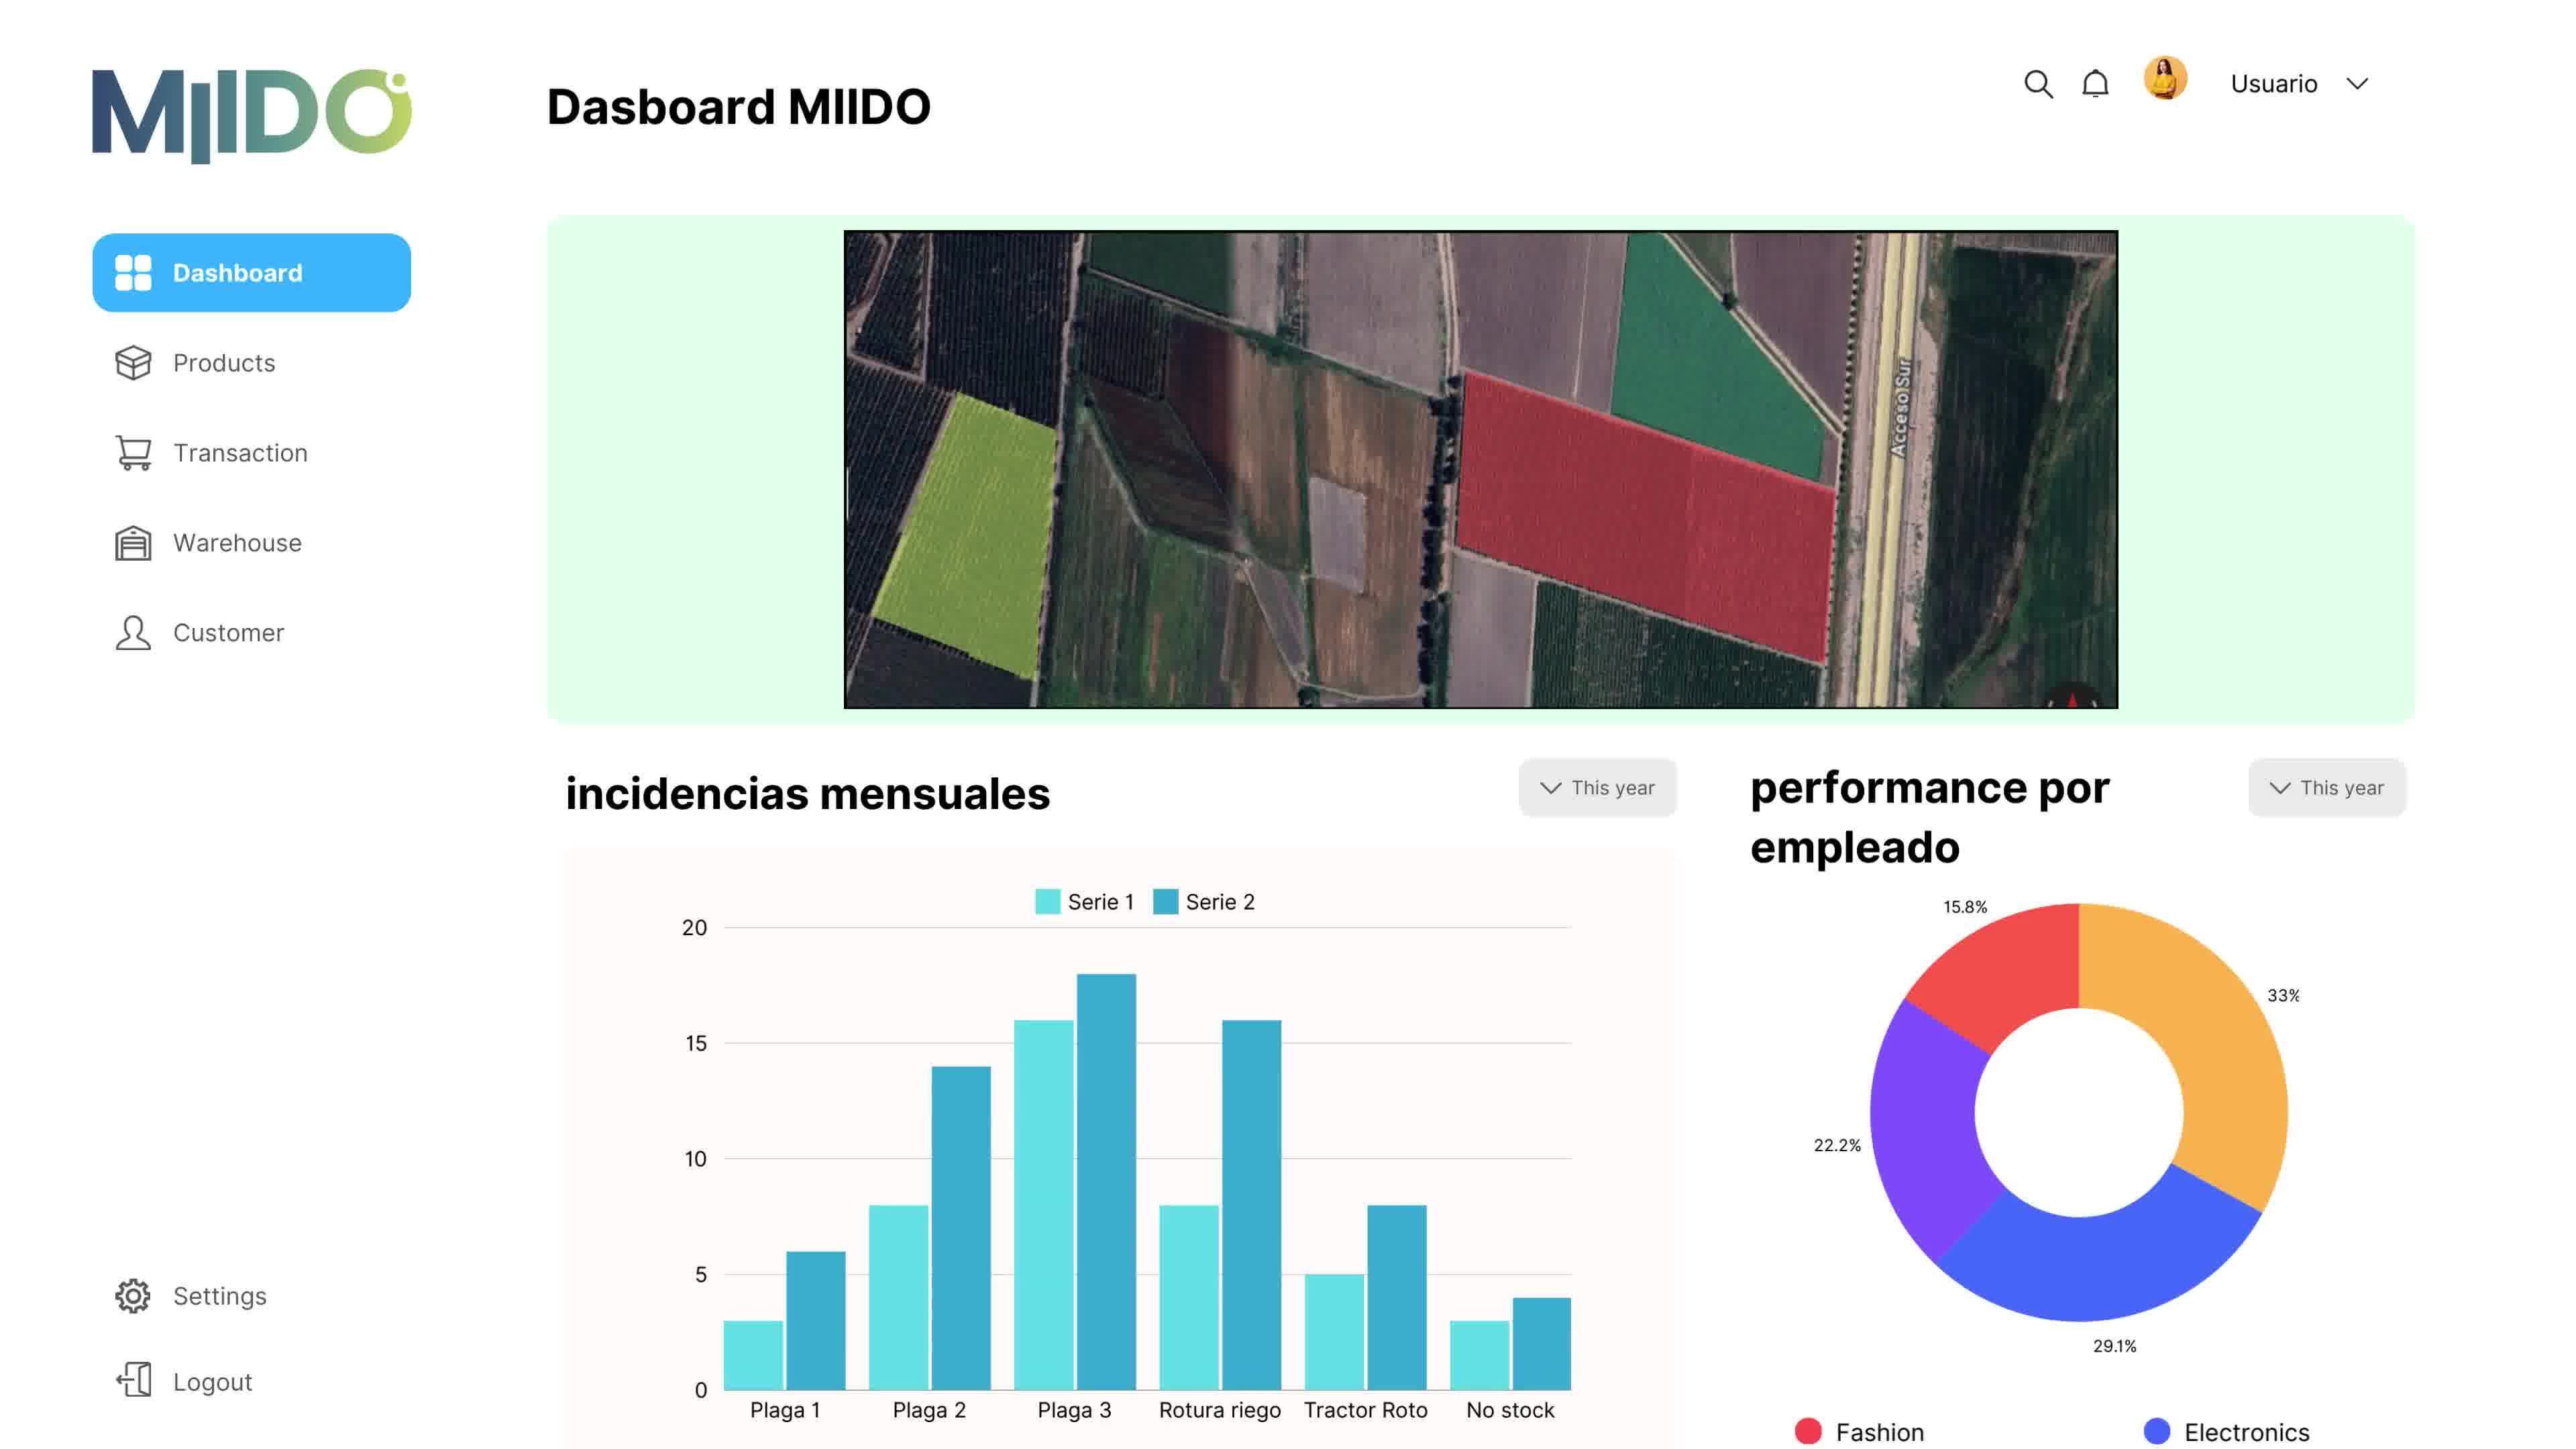 MIIDO
Dasboard MIIDO
Usuario
Dashboard
Products
Transaction
Warehouse
Customer
Settings
Logout
Acceso Sur
incidencias mensuales
This year
Serie 1 Serie 2
20
15
10
5
0
Plaga 1 Plaga 2 Plaga 3 Rotura riego Tractor Roto No stock
performance por
empleado
This year
15.8%
33%
22.2%
29.1%
Fashion Electronics